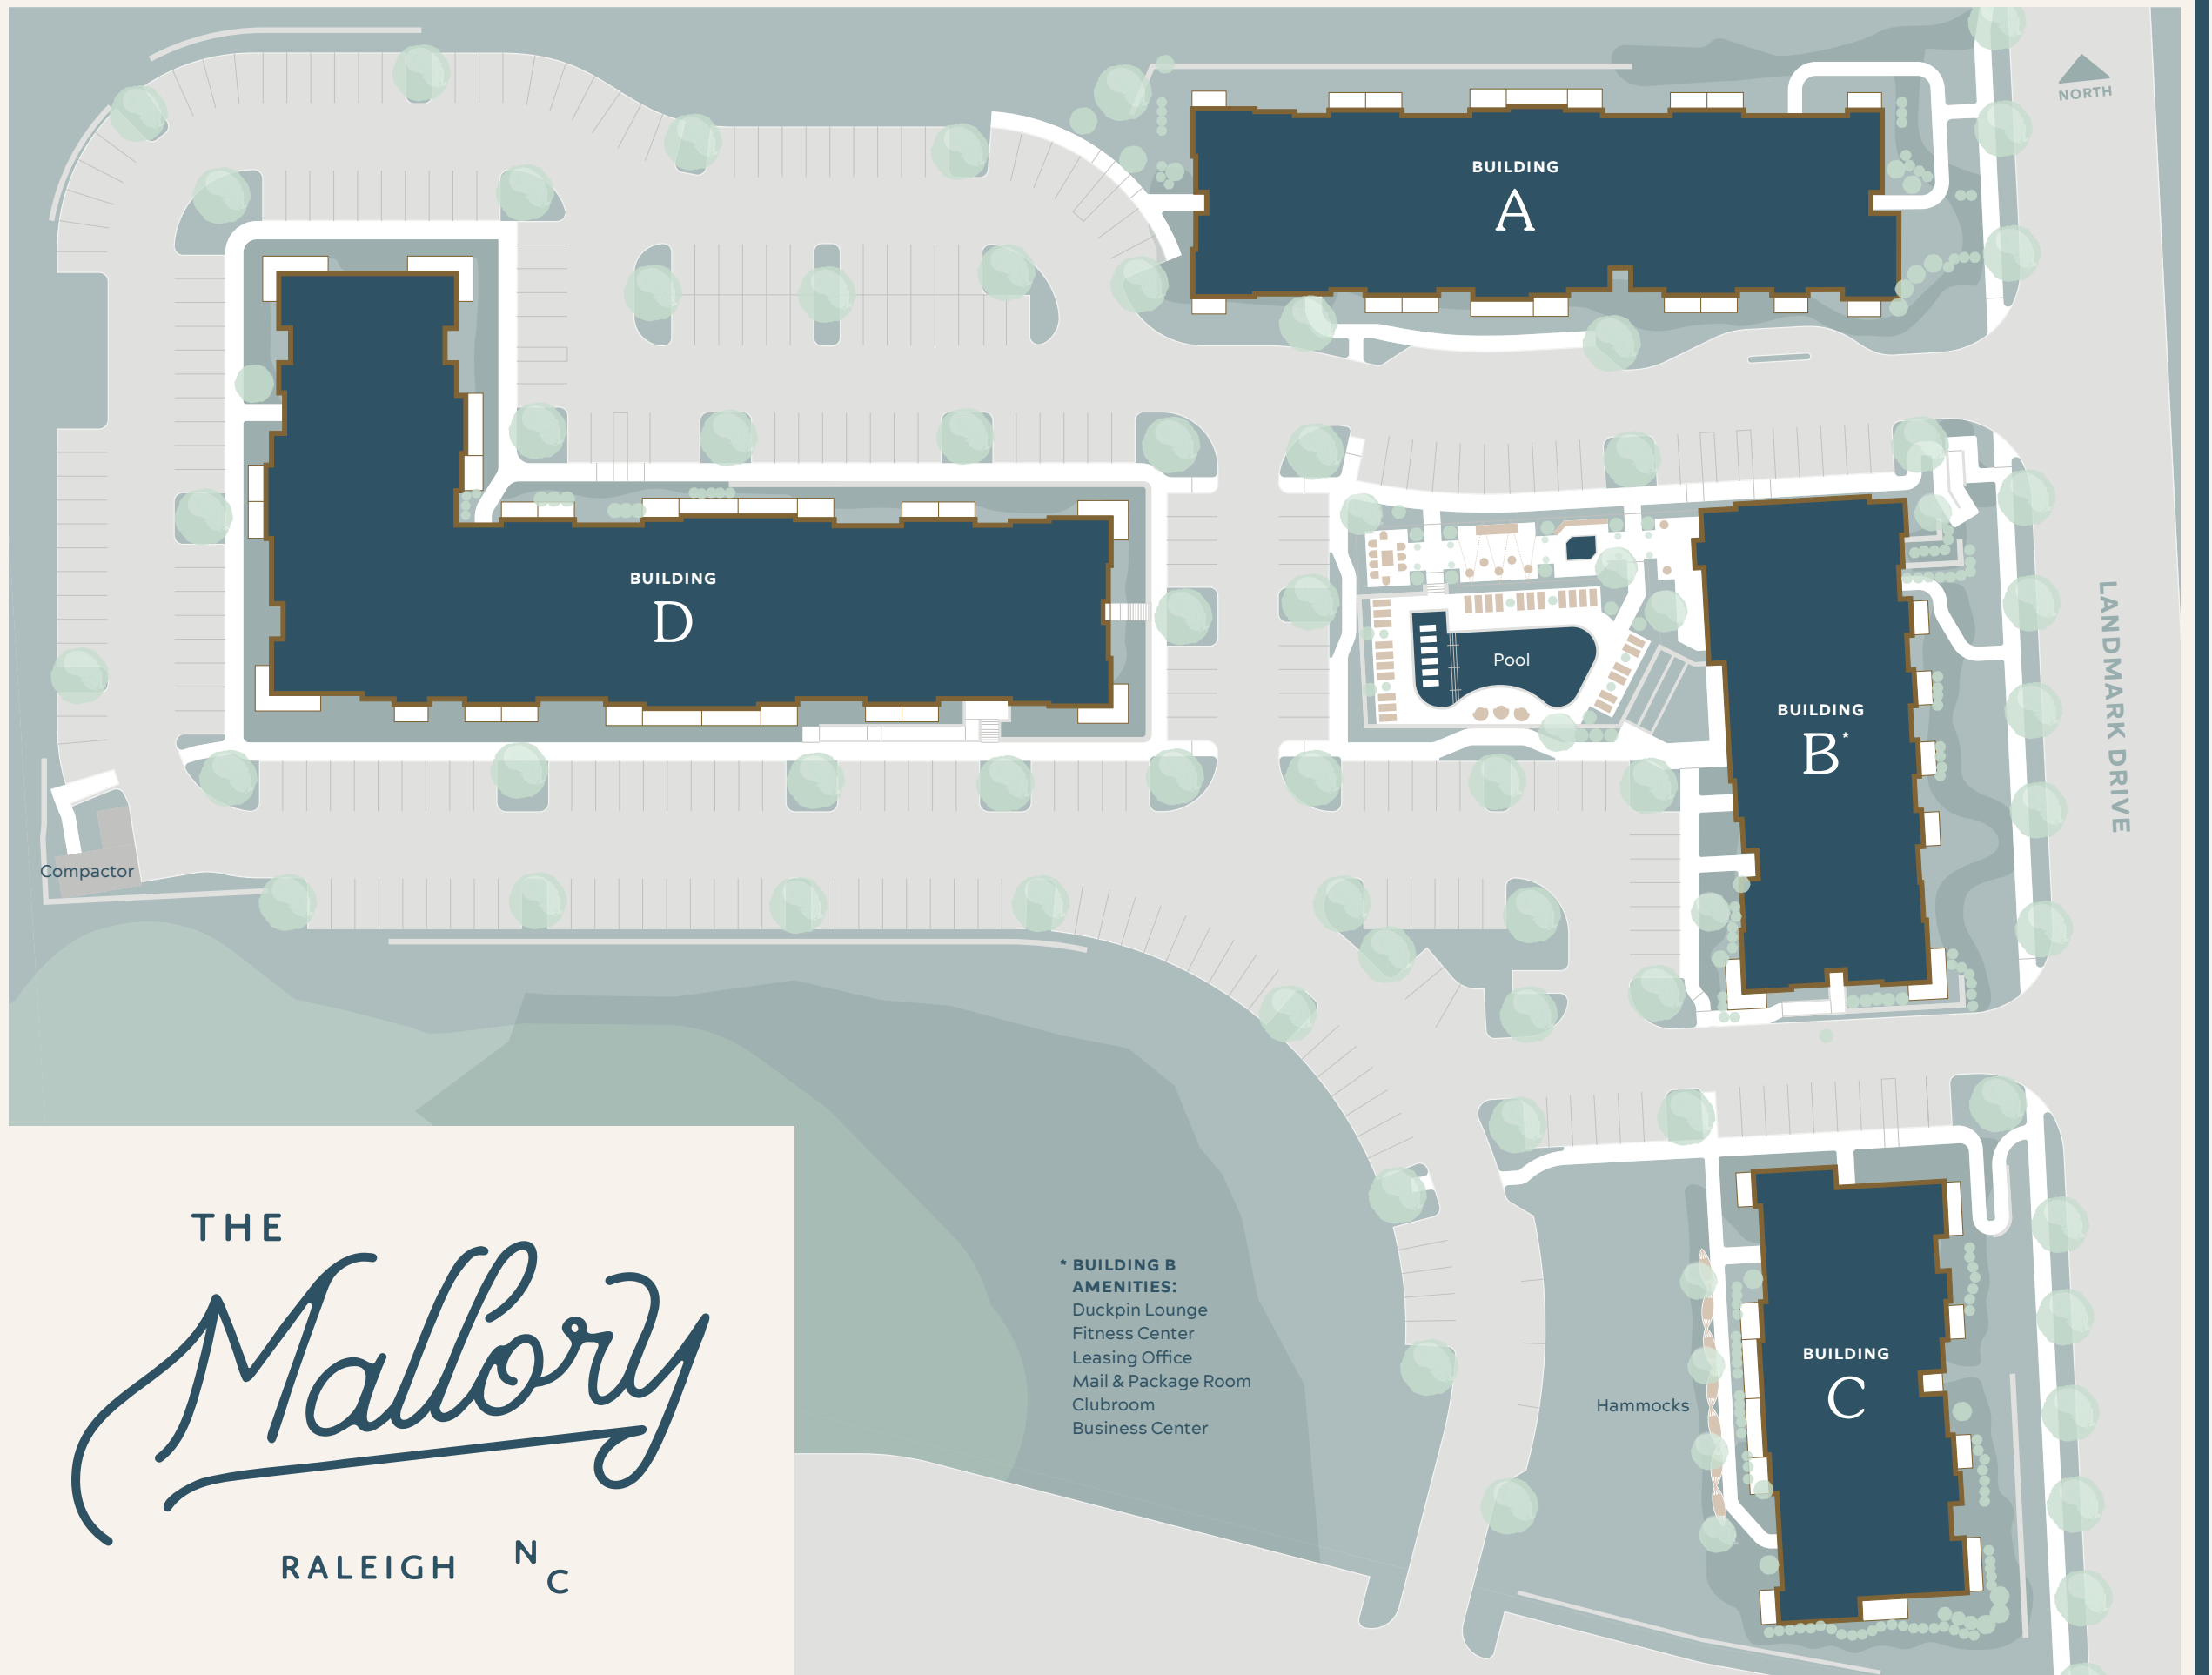 NORTH
BUILDING
A
BUILDING
D
Pool
BUILDING
B*
LANDMARK DRIVE
Compactor
* BUILDING B
AMENITIES:
Duckpin Lounge
Fitness Center
Leasing Office
Mail & Package Room
Clubroom
Business Center
Hammocks
BUILDING
C
THE
Mallory
RALEIGH NC